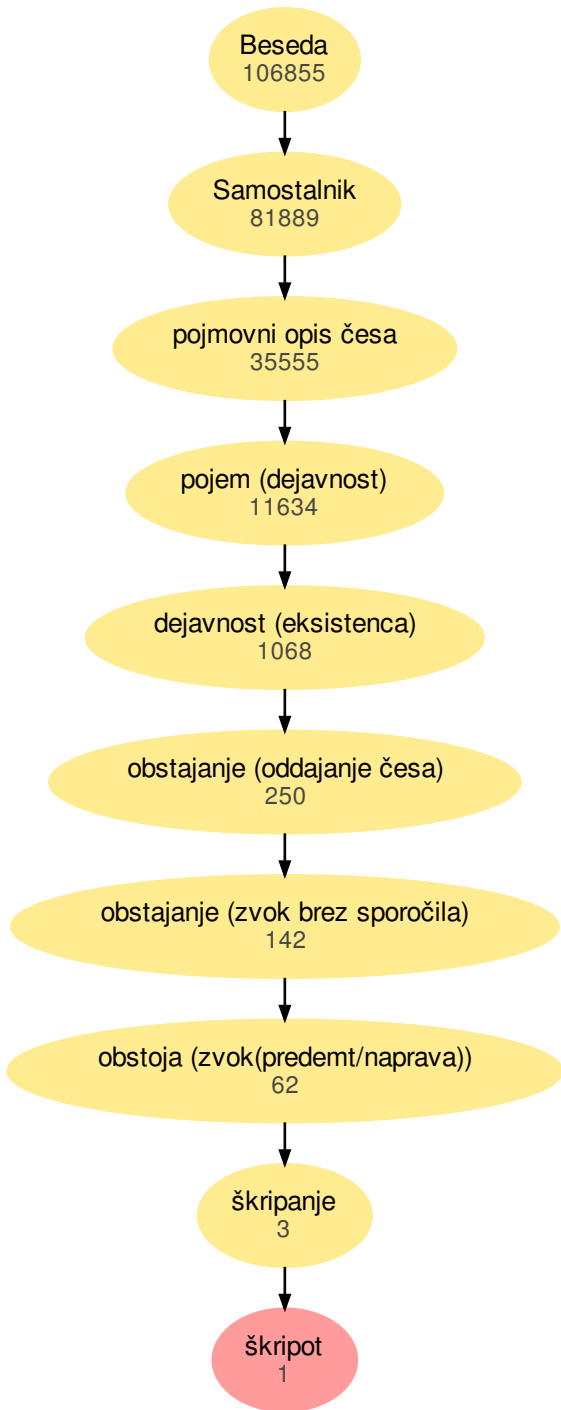 Beseda
106855
Samostalnik
81889
pojmovni opis česa
35555
pojem (dejavnost)
11634
dejavnost (eksistenca)
1068
obstajanje (oddajanje česa)
250
obstajanje (zvok brez sporočila)
142
obstoja (zvok(predemt/naprava))
62
škripanje
3
škripot
1